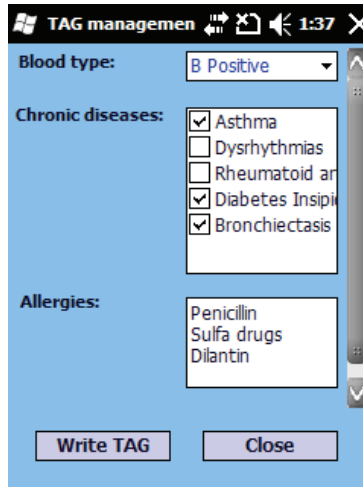 TAG managemen 1:37
Blood type: B Positive
Chronic diseases: Asthma
Dysrhythmias
Rheumatoid ar
Diabetes Insipi
Bronchiectasis
Allergies: Penicillin
Sulfa drugs
Dilantin
Write TAG Close